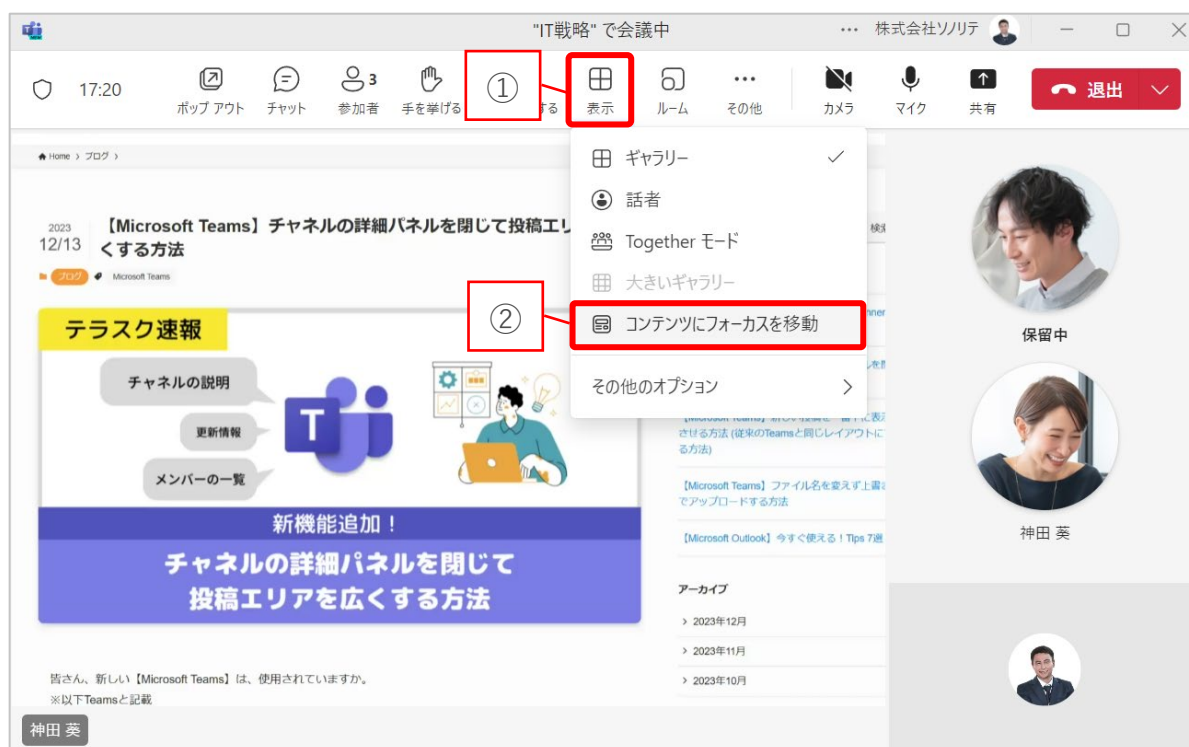 "IT戦略" で会議中
株式会社ソノリテ
17:20
ポップ アウト
チャット
3
参加者
手を挙げる
①
する
表示
ルーム
その他
カメラ
マイク
共有
退出
Home › ブログ ›
ギャラリー
話者
Together モード
大きいギャラリー
②
コンテンツにフォーカスを移動
その他のオプション
2023
12/13
【Microsoft Teams】チャネルの詳細パネルを閉じて投稿エリ
くする方法
ブログ
Microsoft Teams
テラスク速報
チャネルの説明
更新情報
メンバーの一覧
T
新機能追加！
チャネルの詳細パネルを閉じて
投稿エリアを広くする方法
皆さん、新しい【Microsoft Teams】は、使用されていますか。
※以下Teamsと記載
神田 葵
させる方法 (従来のTeamsと同じレイアウトに
る方法)
【Microsoft Teams】ファイル名を変えず上書
でアップロードする方法
【Microsoft Outlook】今すぐ使える！Tips 7選
アーカイブ
› 2023年12月
› 2023年11月
› 2023年10月
保留中
神田 葵